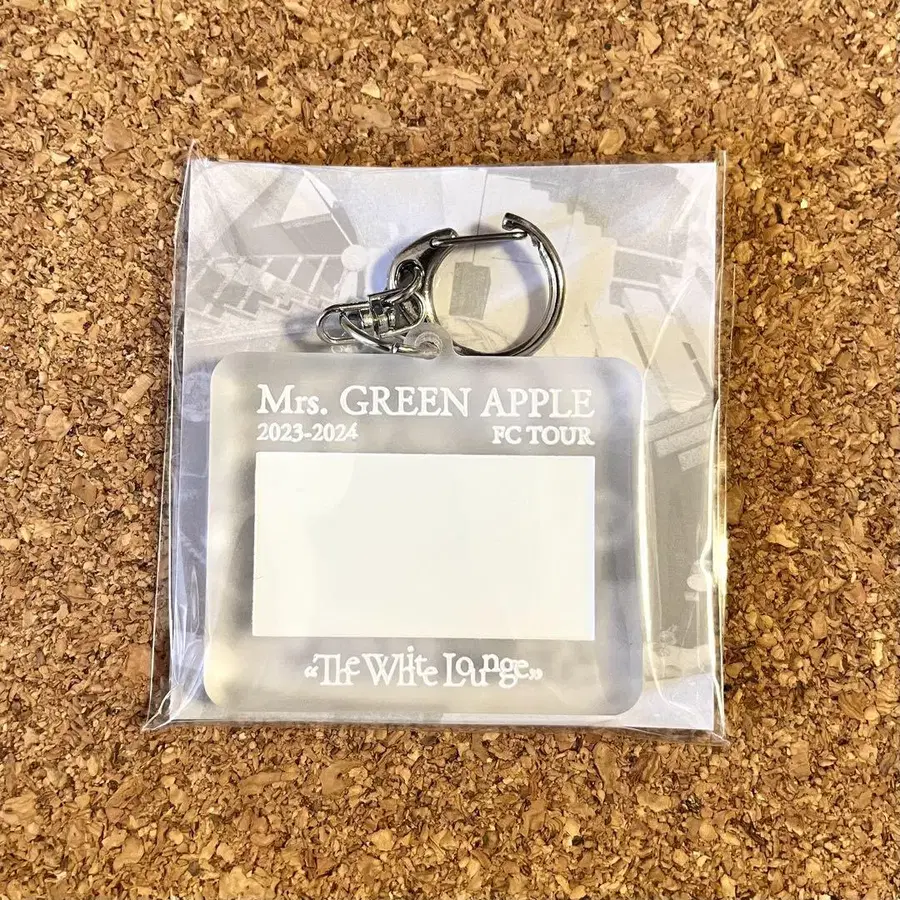 Mrs. GREEN APPLE
2023-2024 FC TOUR
“The White Lounge”